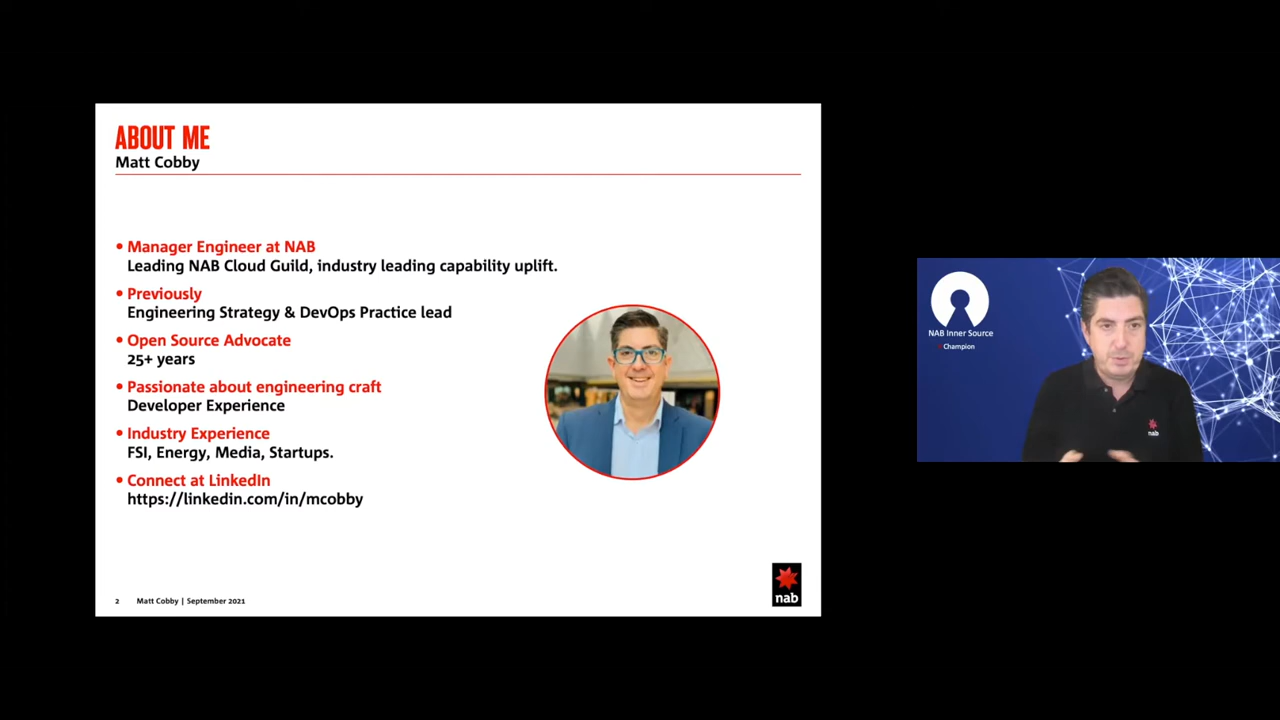 ABOUT ME
Matt Cobby
• Manager Engineer at NAB
Leading NAB Cloud Guild, industry leading capability uplift.
• Previously
Engineering Strategy & DevOps Practice lead
• Open Source Advocate
25+ years
• Passionate about engineering craft
Developer Experience
• Industry Experience
FSI, Energy, Media, Startups.
• Connect at LinkedIn
https://linkedin.com/in/mcobby
2 Matt Cobby | September 2021
nab
NAB Inner Source
Champion
nab